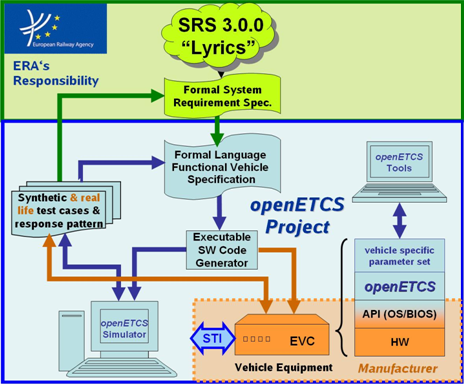 SRS 3.0.0
“Lyrics”
European Railway Agency
ERA‘s
Responsibility
Formal System
Requirement Spec.
Formal Language
Functional Vehicle
Specification
openETCS
Tools
Synthetic & real
life test cases &
response pattern
openETCS
Project
Executable
SW Code
Generator
vehicle specific
parameter set
openETCS
API (OS/BIOS)
HW
openETCS
Simulator
STI
EVC
Vehicle Equipment
Manufacturer